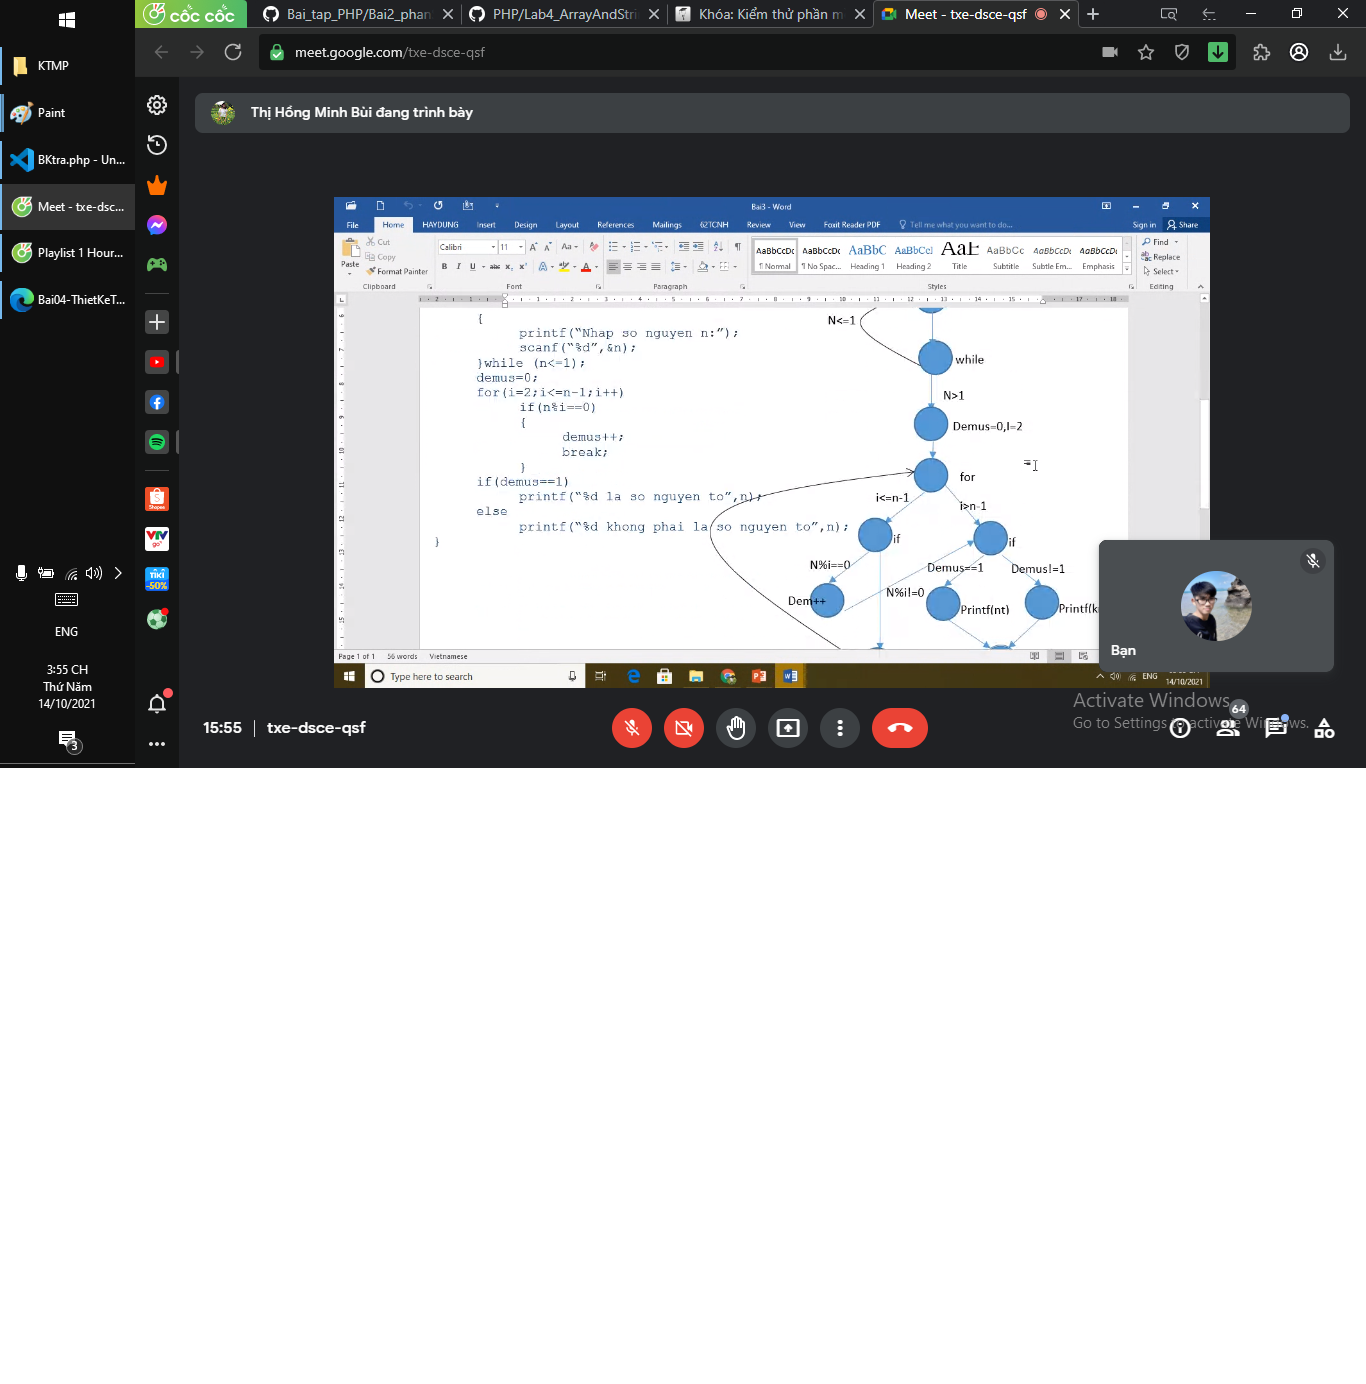 cốc cốc
Bai_tap_PHP/Bai2_phan
PHP/Lab4_ArrayAndStri
Khóa: Kiểm thử phần m
Meet - txe-dsce-qsf
meet.google.com/txe-dsce-qsf
KTMP
Paint
BKtra.php - Un...
Meet - txe-dsc...
Playlist 1 Hour...
Bai04-ThietKeT...
ENG
3:55 CH
Thứ Năm
14/10/2021
3
Thị Hồng Minh Bùi đang trình bày
Bai3 - Word
File
Home
HAYDUNG
Insert
Design
Layout
References
Mailings
62TCNH
Review
View
Foxit Reader PDF
Tell me what you want to do...
Sign in
Share
Paste
Cut
Copy
Format Painter
Clipboard
Calibri
11
Font
Paragraph
AaBbCcDc
¶ Normal
AaBbCcDc
¶ No Spac...
AaBbC
Heading 1
AaBbCcI
Heading 2
AaB
Title
AaBbCc
Subtitle
AaBbCcDc
Subtle Em...
AaBbCcDc
Emphasis
Styles
Find
Replace
Select
Editing
{
printf("Nhap so nguyen n:");
scanf("%d",&n);
}while (n<=1);
demus=0;
for(i=2;i<=n-1;i++)
if(n%i==0)
{
demus++;
break;
}
if(demus==1)
printf("%d la so nguyen to",n);
else
printf("%d khong phai la so nguyen to",n);
}
N<=1
while
N>1
Demus=0,I=2
for
i<=n-1
i>n-1
if
if
N%i==0
Demus==1
Demus!=1
Dem++
N%i!=0
Printf(nt)
Printf(k
Page 1 of 1
56 words
Vietnamese
Type here to search
ENG
14/10/2021
Bạn
15:55
txe-dsce-qsf
Activate Windows
Go to Settings to activate Windows.
64